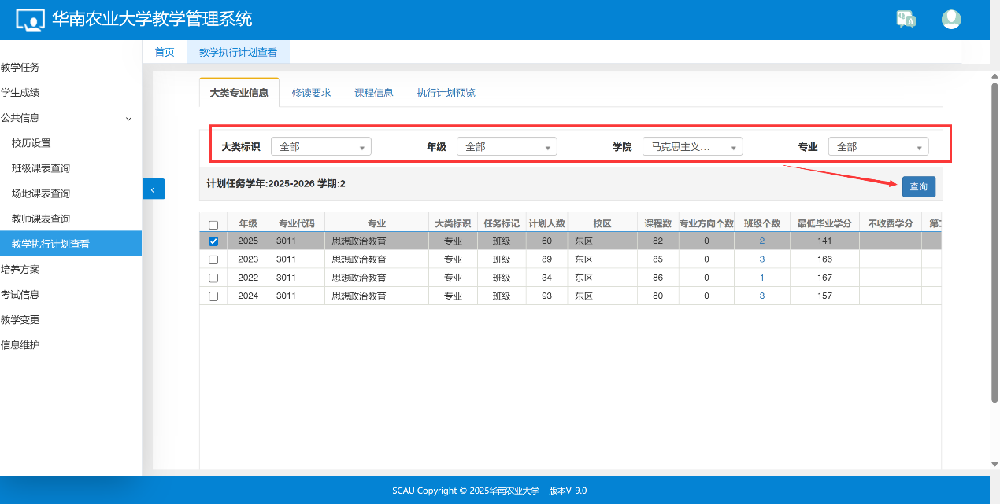 华南农业大学教学管理系统
QA
首页 教学执行计划查看
教学任务
学生成绩
公共信息
校历设置
班级课表查询
场地课表查询
教师课表查询
教学执行计划查看
培养方案
考试信息
教学变更
信息维护
大类专业信息 修读要求 课程信息 执行计划预览
大类标识 全部 年级 全部 学院 马克思主义... 专业 全部
计划任务学年:2025-2026 学期:2 查询
年级 专业代码 专业 大类标识 任务标记 计划人数 校区 课程数 专业方向个数 班级个数 最低毕业学分 不收费学分 第二
2025 3011 思想政治教育 专业 班级 60 东区 82 0 2 141
2023 3011 思想政治教育 专业 班级 89 东区 85 0 3 166
2022 3011 思想政治教育 专业 班级 34 东区 86 0 1 167
2024 3011 思想政治教育 专业 班级 93 东区 80 0 3 157
SCAU Copyright © 2025华南农业大学 版本V-9.0